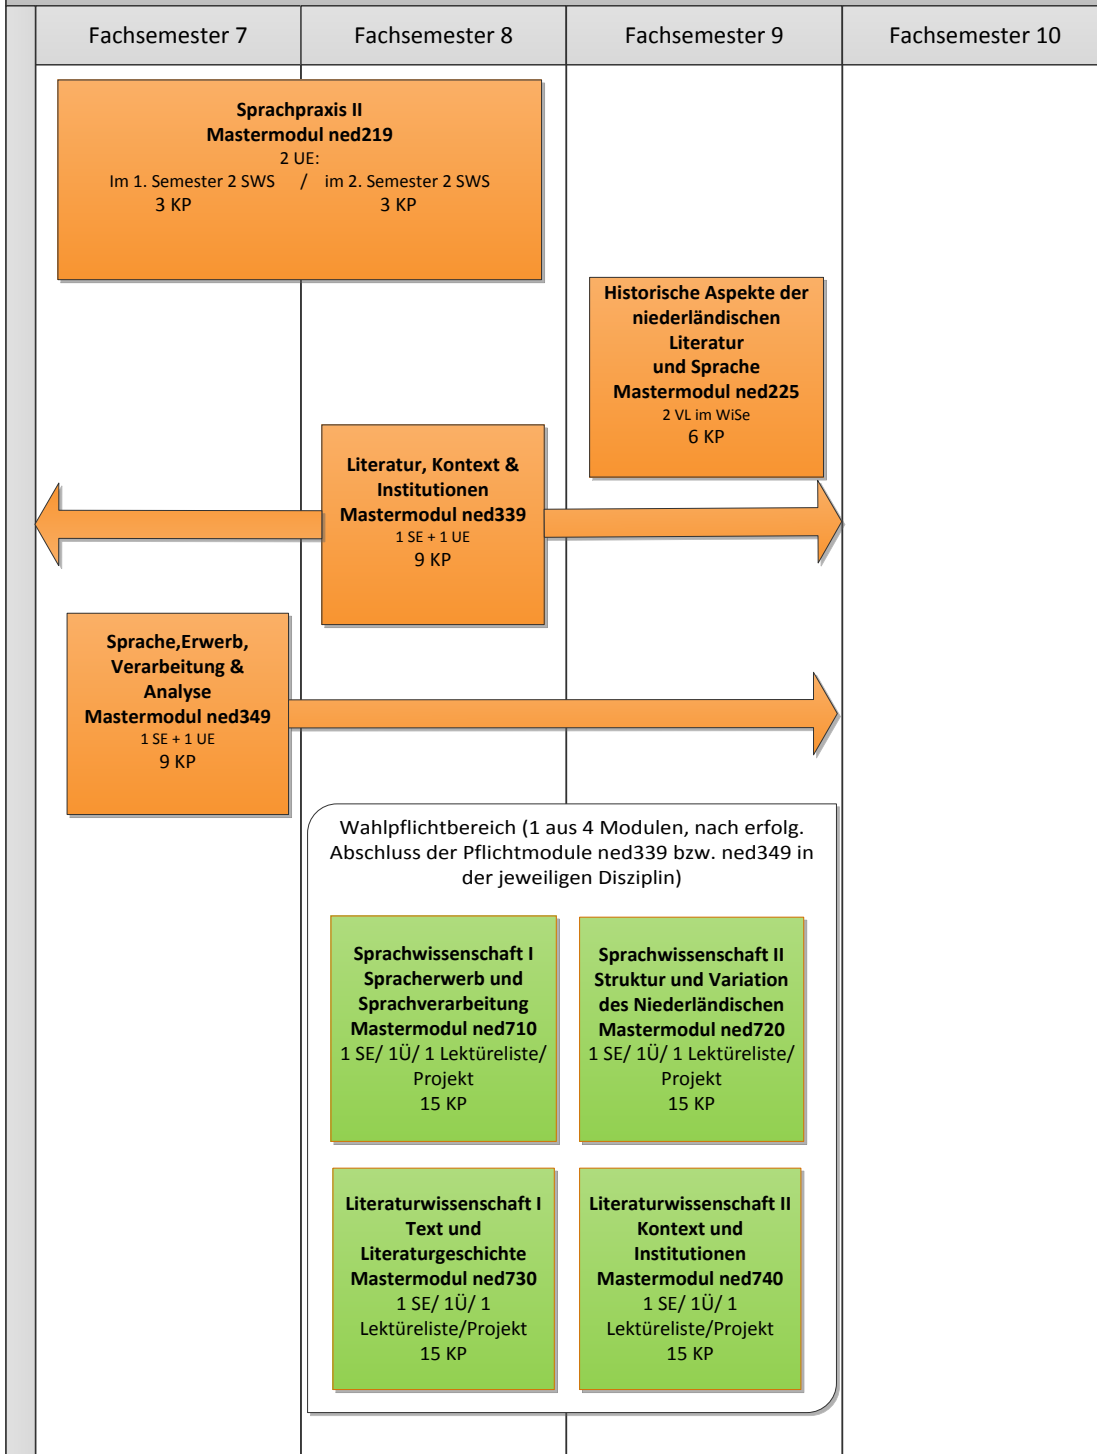 Fachsemester 7
Fachsemester 8
Fachsemester 9
Fachsemester 10
Sprachpraxis II
Mastermodul ned219
2 UE:
Im 1. Semester 2 SWS / im 2. Semester 2 SWS
3 KP 3 KP
Historische Aspekte der
niederländischen
Literatur
und Sprache
Mastermodul ned225
2 VL im WiSe
6 KP
Literatur, Kontext &
Institutionen
Mastermodul ned339
1 SE + 1 UE
9 KP
Sprache,Erwerb,
Verarbeitung &
Analyse
Mastermodul ned349
1 SE + 1 UE
9 KP
Wahlpflichtbereich (1 aus 4 Modulen, nach erfolg.
Abschluss der Pflichtmodule ned339 bzw. ned349 in
der jeweiligen Disziplin)
Sprachwissenschaft I
Spracherwerb und
Sprachverarbeitung
Mastermodul ned710
1 SE/ 1Ü/ 1 Lektüreliste/
Projekt
15 KP
Sprachwissenschaft II
Struktur und Variation
des Niederländischen
Mastermodul ned720
1 SE/ 1Ü/ 1 Lektüreliste/
Projekt
15 KP
Literaturwissenschaft I
Text und
Literaturgeschichte
Mastermodul ned730
1 SE/ 1Ü/ 1
Lektüreliste/Projekt
15 KP
Literaturwissenschaft II
Kontext und
Institutionen
Mastermodul ned740
1 SE/ 1Ü/ 1
Lektüreliste/Projekt
15 KP